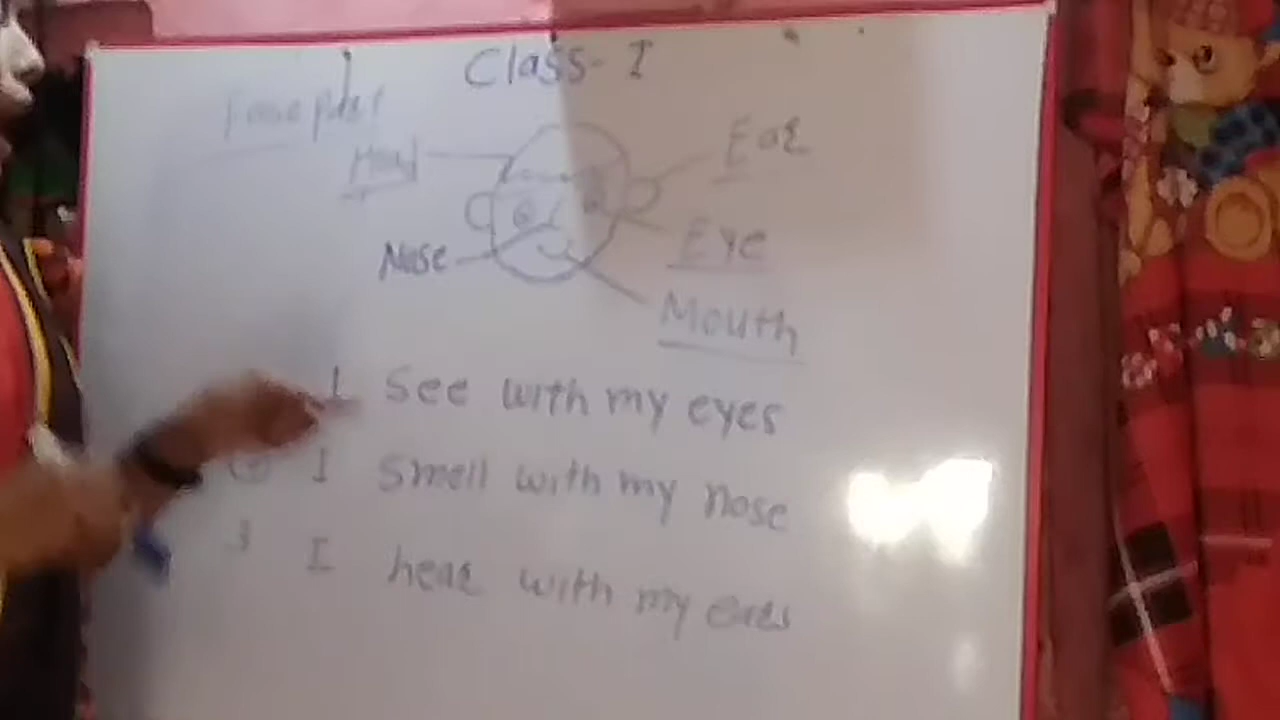 Class-I
Face part
Head
Ear
Nose
Eye
Mouth
I see with my eyes
② I smell with my nose
3 I hear with my ears